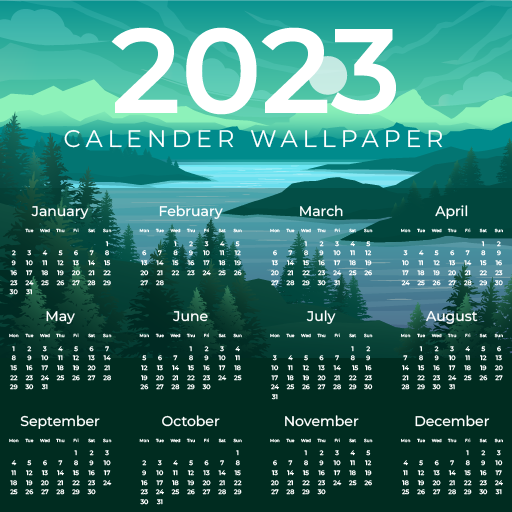 2023
CALENDER WALLPAPER
January
Mon Tue Wed Thu Fri Sat Sun
1
2 3 4 5 6 7 8
9 10 11 12 13 14 15
16 17 18 19 20 21 22
23 24 25 26 27 28 29
30 31
February
Mon Tue Wed Thu Fri Sat Sun
1 2 3 4 5
6 7 8 9 10 11 12
13 14 15 16 17 18 19
20 21 22 23 24 25 26
27 28
March
Mon Tue Wed Thu Fri Sat Sun
1 2 3 4 5
6 7 8 9 10 11 12
13 14 15 16 17 18 19
20 21 22 23 24 25 26
27 28 29 30 31
April
Mon Tue Wed Thu Fri Sat Sun
1 2
3 4 5 6 7 8 9
10 11 12 13 14 15 16
17 18 19 20 21 22 23
24 25 26 27 28 29 30
May
Mon Tue Wed Thu Fri Sat Sun
1 2 3 4 5 6 7
8 9 10 11 12 13 14
15 16 17 18 19 20 21
22 23 24 25 26 27 28
29 30 31
June
Mon Tue Wed Thu Fri Sat Sun
1 2 3 4
5 6 7 8 9 10 11
12 13 14 15 16 17 18
19 20 21 22 23 24 25
26 27 28 29 30
July
Mon Tue Wed Thu Fri Sat Sun
1 2
3 4 5 6 7 8 9
10 11 12 13 14 15 16
17 18 19 20 21 22 23
24 25 26 27 28 29 30
31
August
Mon Tue Wed Thu Fri Sat Sun
1 2 3 4 5 6
7 8 9 10 11 12 13
14 15 16 17 18 19 20
21 22 23 24 25 26 27
28 29 30 31
September
Mon Tue Wed Thu Fri Sat Sun
1 2 3
4 5 6 7 8 9 10
11 12 13 14 15 16 17
18 19 20 21 22 23 24
25 26 27 28 29 30
October
Mon Tue Wed Thu Fri Sat Sun
1
2 3 4 5 6 7 8
9 10 11 12 13 14 15
16 17 18 19 20 21 22
23 24 25 26 27 28 29
30 31
November
Mon Tue Wed Thu Fri Sat Sun
1 2 3 4 5
6 7 8 9 10 11 12
13 14 15 16 17 18 19
20 21 22 23 24 25 26
27 28 29 30
December
Mon Tue Wed Thu Fri Sat Sun
1 2 3
4 5 6 7 8 9 10
11 12 13 14 15 16 17
18 19 20 21 22 23 24
25 26 27 28 29 30 31